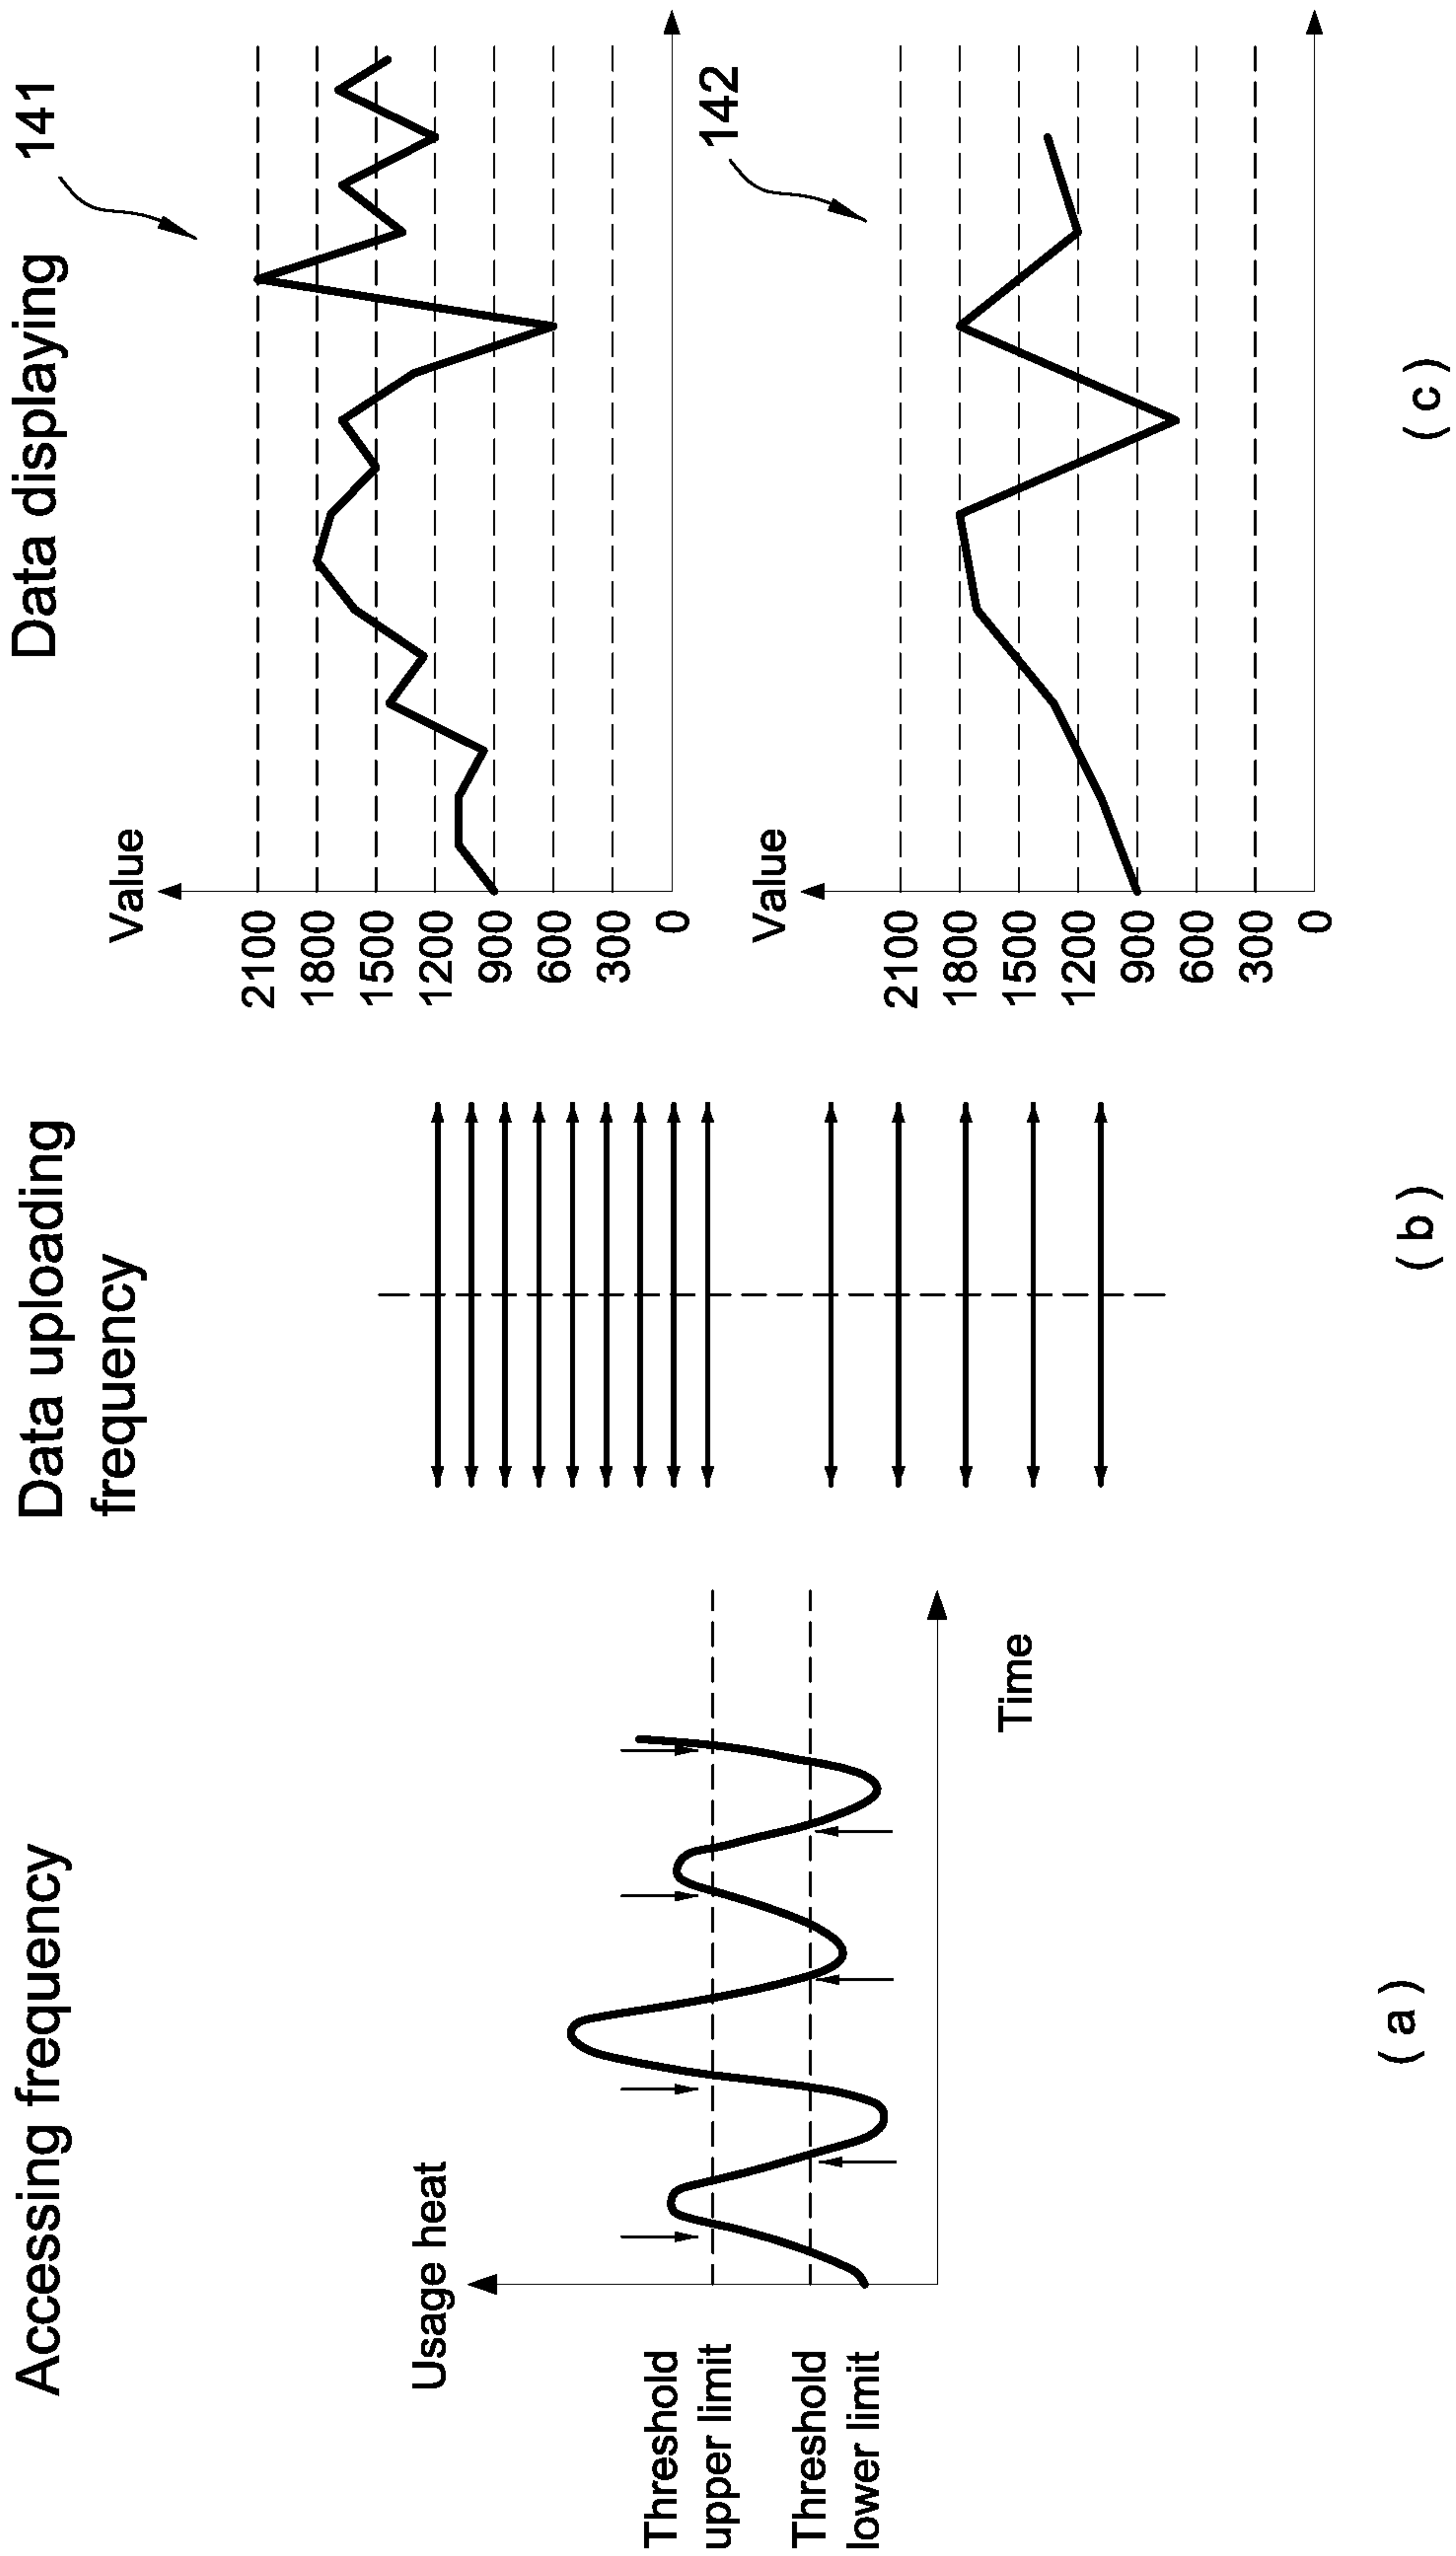 Accessing frequency
Usage heat
Threshold
upper limit
Threshold
lower limit
Time
( a )
Data uploading
frequency
( b )
Data displaying
141
Value
2100
1800
1500
1200
900
600
300
0
142
Value
2100
1800
1500
1200
900
600
300
0
( c )